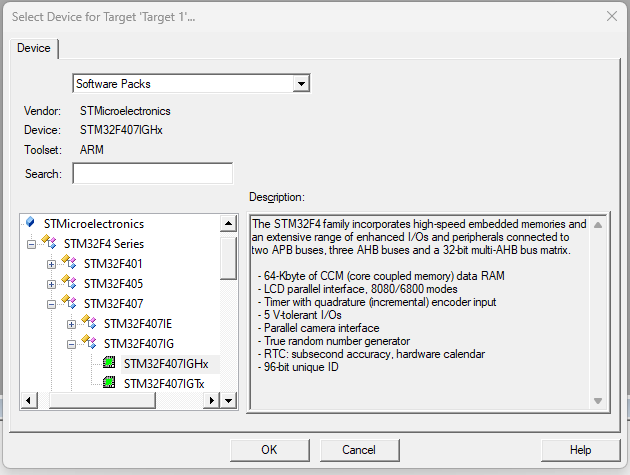 Select Device for Target 'Target 1'...
Device
Software Packs
Vendor: STMicroelectronics
Device: STM32F407IGHx
Toolset: ARM
Search:
Description:
STMicroelectronics
STM32F4 Series
STM32F401
STM32F405
STM32F407
STM32F407IE
STM32F407IG
STM32F407IGHx
STM32F407IGTx
The STM32F4 family incorporates high-speed embedded memories and
an extensive range of enhanced I/Os and peripherals connected to
two APB buses, three AHB buses and a 32-bit multi-AHB bus matrix.
- 64-Kbyte of CCM (core coupled memory) data RAM
- LCD parallel interface, 8080/6800 modes
- Timer with quadrature (incremental) encoder input
- 5 V-tolerant I/Os
- Parallel camera interface
- True random number generator
- RTC: subsecond accuracy, hardware calendar
- 96-bit unique ID
OK
Cancel
Help